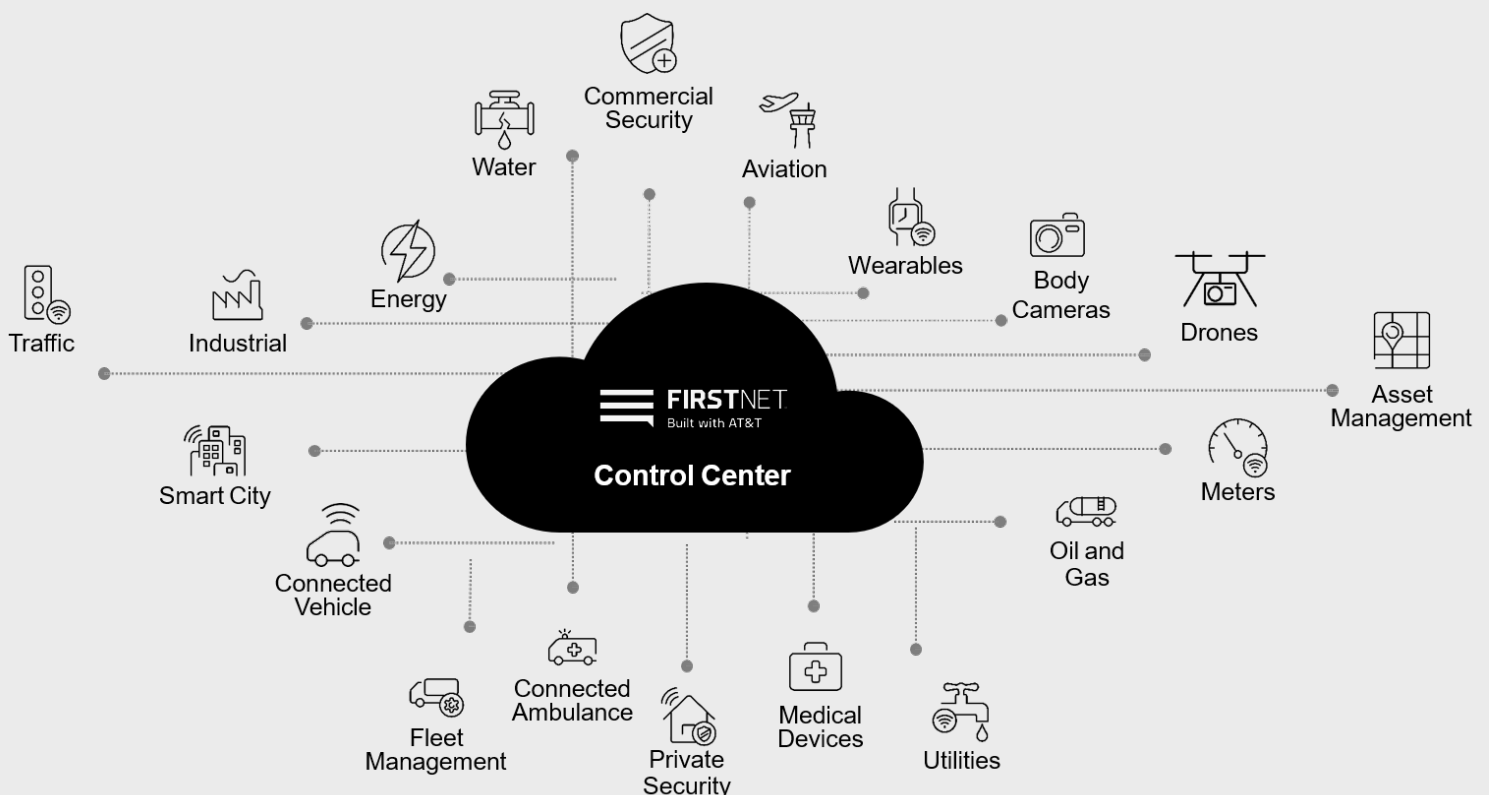 Commercial
Security
Water
Aviation
Wearables
Body
Cameras
Energy
Drones
Traffic
Industrial
Asset
Management
FIRSTNET
Built with AT&T
Control Center
Smart City
Meters
Connected
Vehicle
Oil and
Gas
Connected
Ambulance
Medical
Devices
Fleet
Management
Private
Security
Utilities